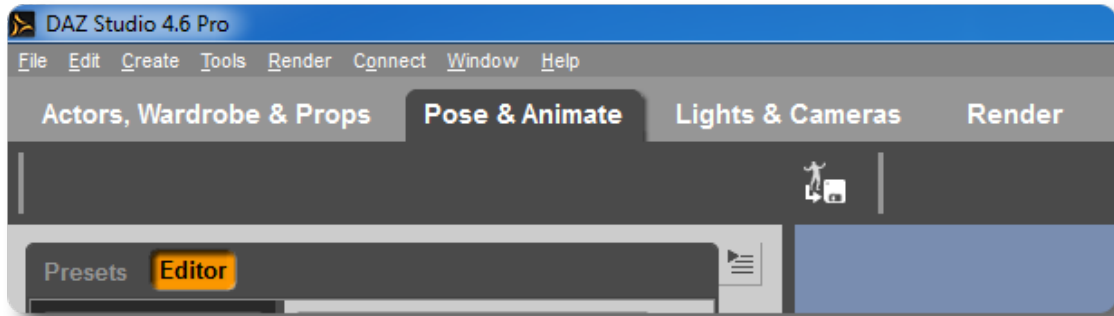 DAZ Studio 4.6 Pro
File Edit Create Tools Render Connect Window Help
Actors, Wardrobe & Props Pose & Animate Lights & Cameras Render
Presets Editor